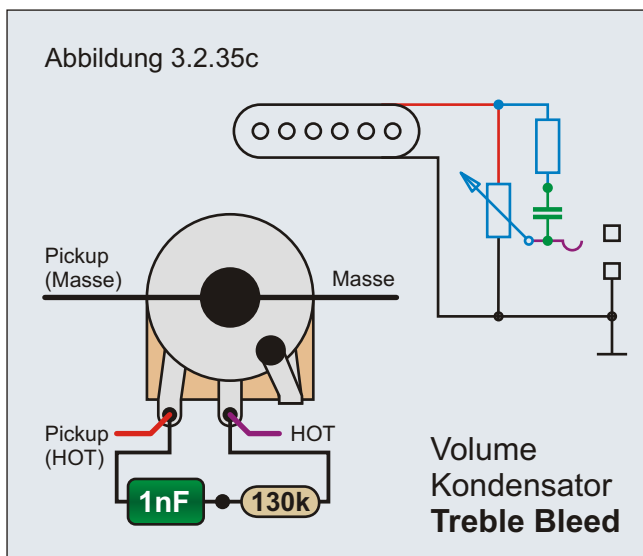 Abbildung 3.2.35c
Pickup
(Masse)
Masse
Pickup
(HOT)
HOT
1nF
130k
Volume
Kondensator
Treble Bleed